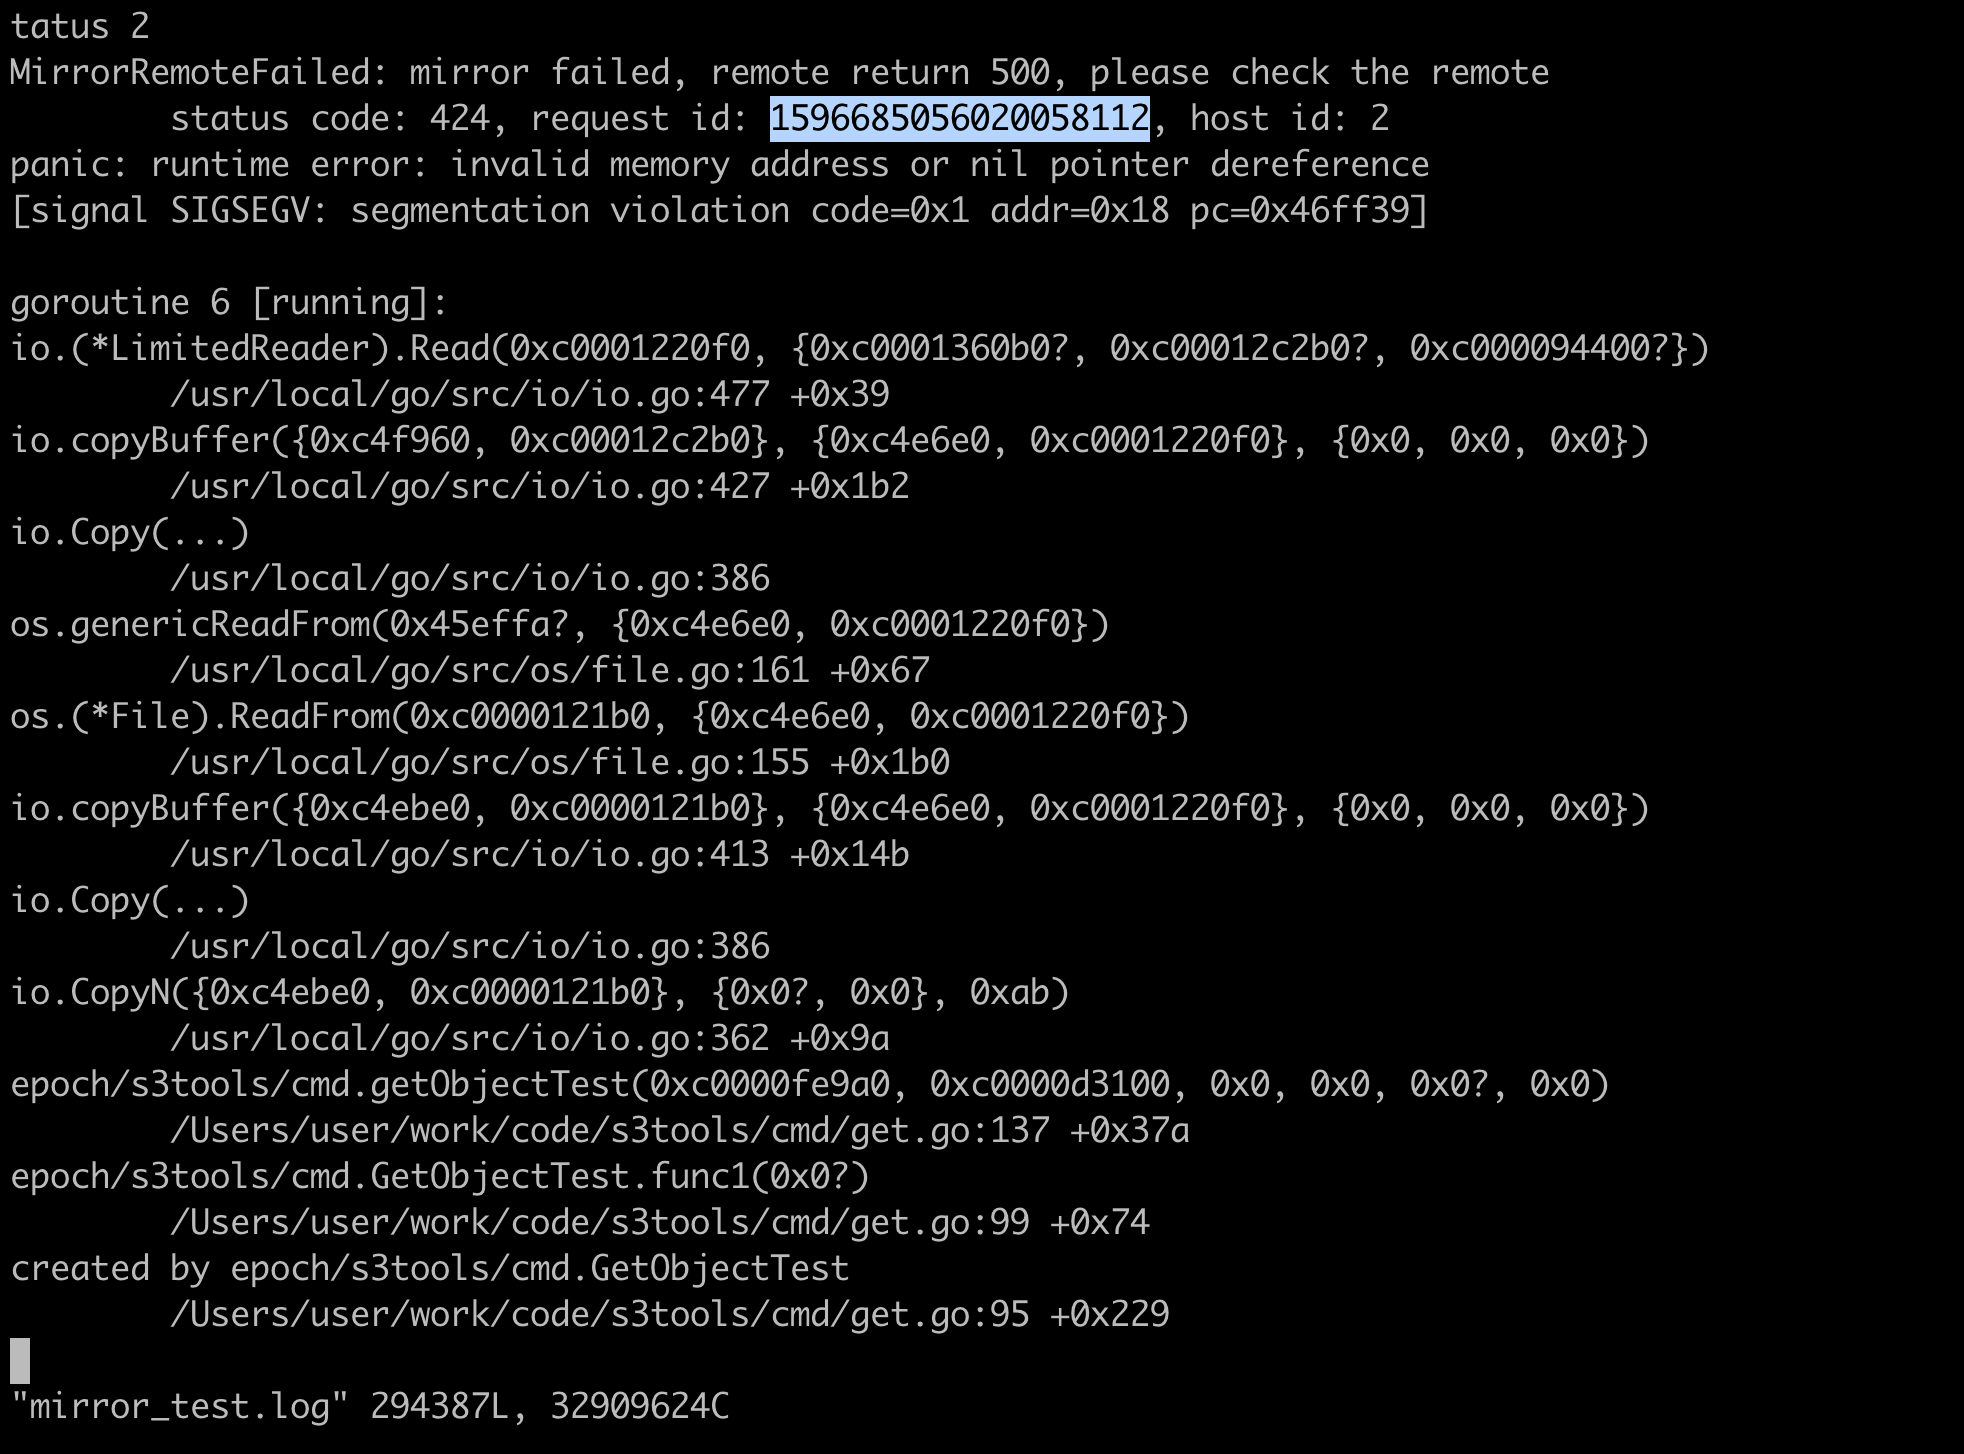 tatus 2
MirrorRemoteFailed: mirror failed, remote return 500, please check the remote
        status code: 424, request id: 1596685056020058112, host id: 2
panic: runtime error: invalid memory address or nil pointer dereference
[signal SIGSEGV: segmentation violation code=0x1 addr=0x18 pc=0x46ff39]

goroutine 6 [running]:
io.(*LimitedReader).Read(0xc0001220f0, {0xc0001360b0?, 0xc00012c2b0?, 0xc000094400?})
        /usr/local/go/src/io/io.go:477 +0x39
io.copyBuffer({0xc4f960, 0xc00012c2b0}, {0xc4e6e0, 0xc0001220f0}, {0x0, 0x0, 0x0})
        /usr/local/go/src/io/io.go:427 +0x1b2
io.Copy(...)
        /usr/local/go/src/io/io.go:386
os.genericReadFrom(0x45effa?, {0xc4e6e0, 0xc0001220f0})
        /usr/local/go/src/os/file.go:161 +0x67
os.(*File).ReadFrom(0xc0000121b0, {0xc4e6e0, 0xc0001220f0})
        /usr/local/go/src/os/file.go:155 +0x1b0
io.copyBuffer({0xc4ebe0, 0xc0000121b0}, {0xc4e6e0, 0xc0001220f0}, {0x0, 0x0, 0x0})
        /usr/local/go/src/io/io.go:413 +0x14b
io.Copy(...)
        /usr/local/go/src/io/io.go:386
io.CopyN({0xc4ebe0, 0xc0000121b0}, {0x0?, 0x0}, 0xab)
        /usr/local/go/src/io/io.go:362 +0x9a
epoch/s3tools/cmd.getObjectTest(0xc0000fe9a0, 0xc0000d3100, 0x0, 0x0, 0x0?, 0x0)
        /Users/user/work/code/s3tools/cmd/get.go:137 +0x37a
epoch/s3tools/cmd.GetObjectTest.func1(0x0?)
        /Users/user/work/code/s3tools/cmd/get.go:99 +0x74
created by epoch/s3tools/cmd.GetObjectTest
        /Users/user/work/code/s3tools/cmd/get.go:95 +0x229
"mirror_test.log" 294387L, 32909624C